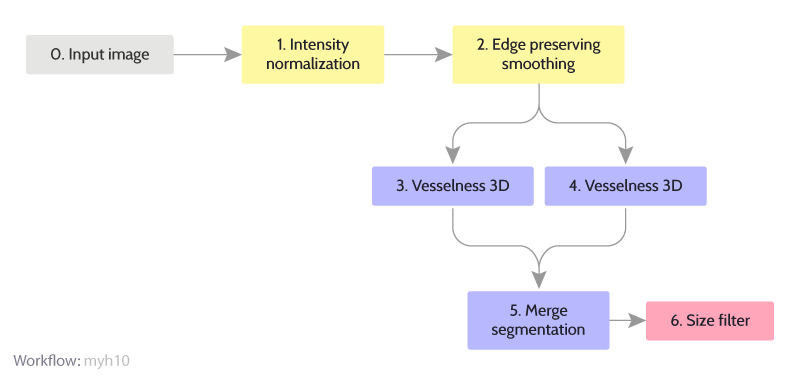 0. Input image
1. Intensity
normalization
2. Edge preserving
smoothing
3. Vesselness 3D
4. Vesselness 3D
5. Merge
segmentation
6. Size filter
Workflow: myh10